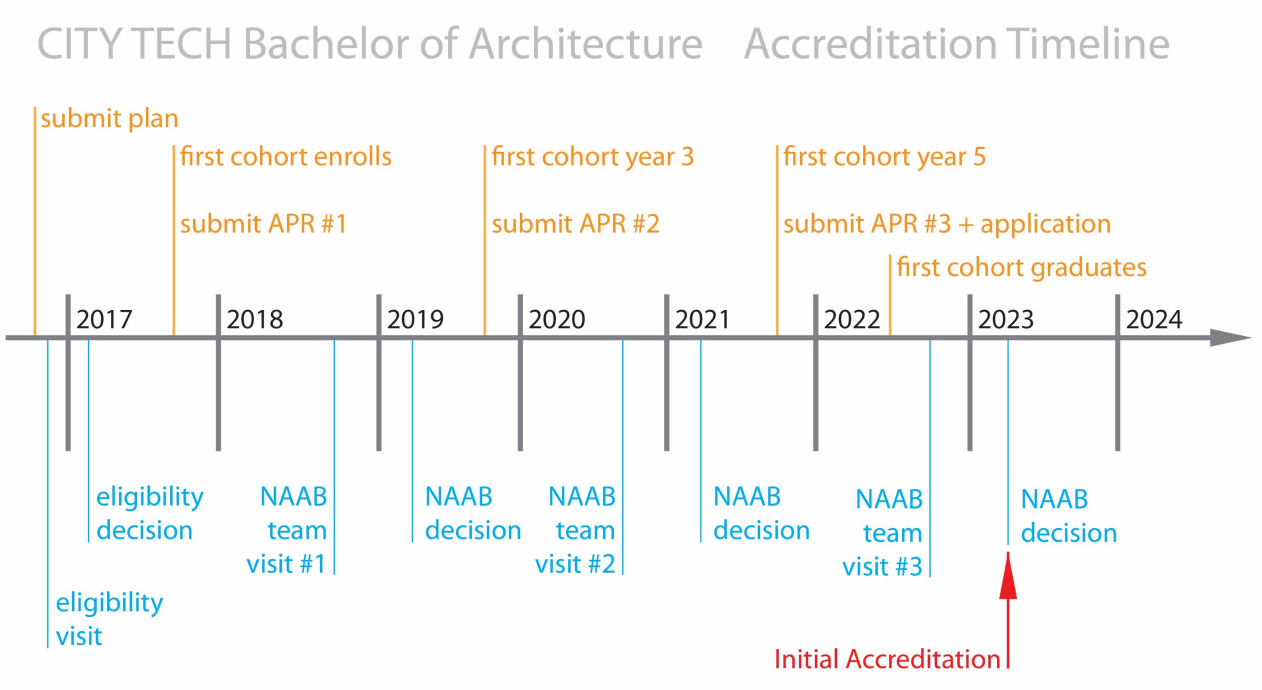 CITY TECH Bachelor of Architecture Accreditation Timeline
submit plan
first cohort enrolls
first cohort year 3
first cohort year 5
submit APR #1
submit APR #2
submit APR #3 + application
first cohort graduates
2017
2018
2019
2020
2021
2022
2023
2024
eligibility
decision
NAAB
team
visit #1
NAAB
decision
NAAB
team
visit #2
NAAB
decision
NAAB
team
visit #3
NAAB
decision
eligibility
visit
Initial Accreditation